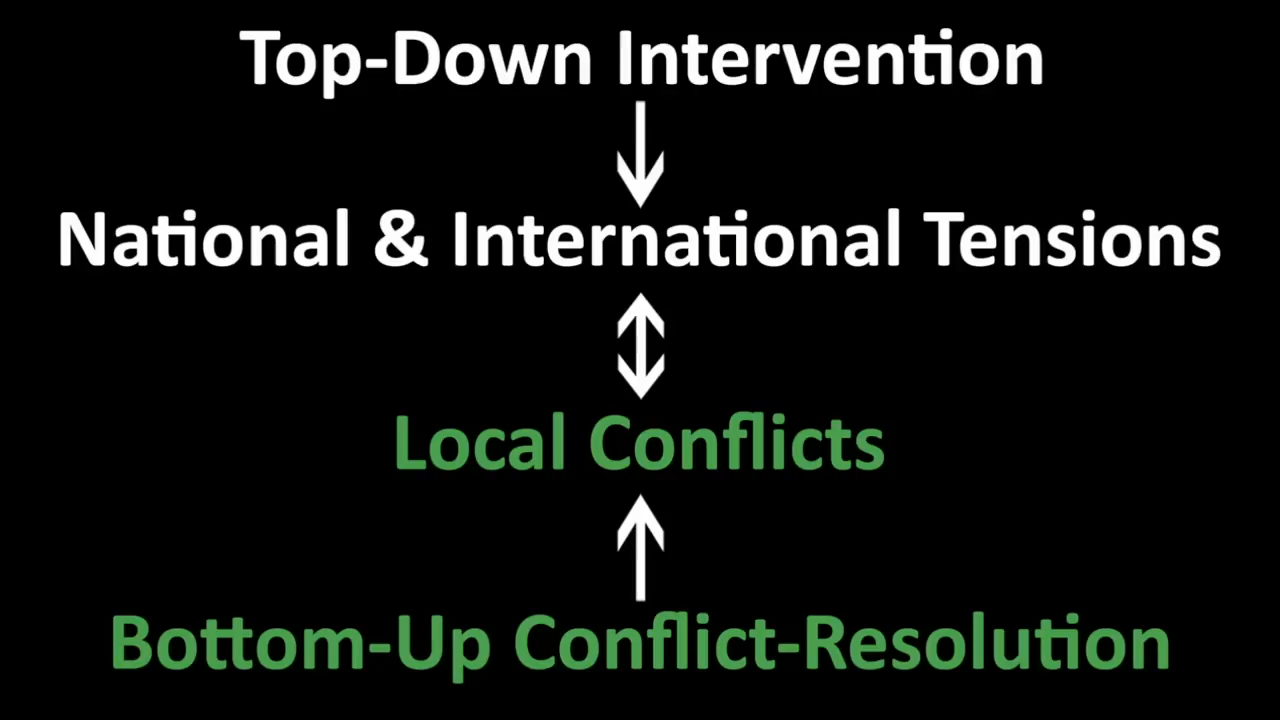 Top-Down Intervention
National & International Tensions
Local Conflicts
Bottom-Up Conflict-Resolution